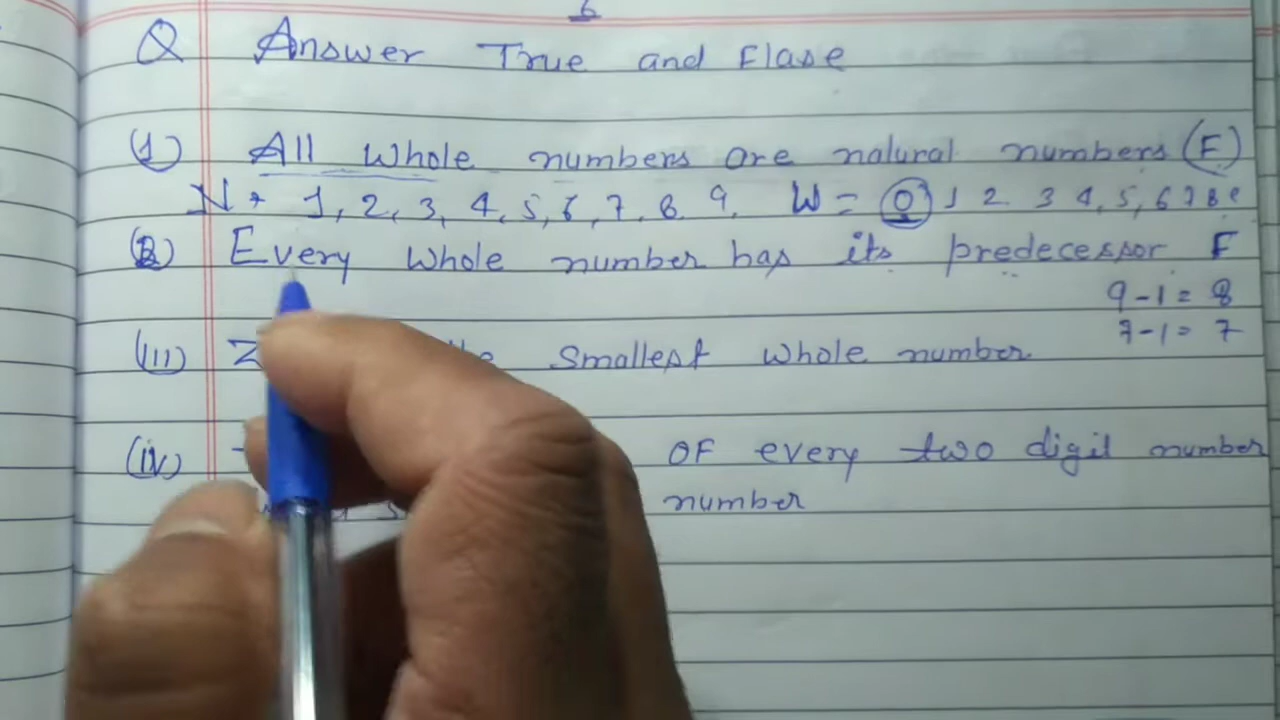 6
Q Answer True and Flase
(1) All Whole numbers are natural numbers (F)
N = 1, 2, 3, 4, 5, 6, 7, 8. 9. W = 0 1 2. 3 4, 5, 6 7 8
(2) Every whole number has its predecessor F
9-1 = 8
7-1 = 7
(III) the Smallest whole number
(iv) OF every two digit number
number